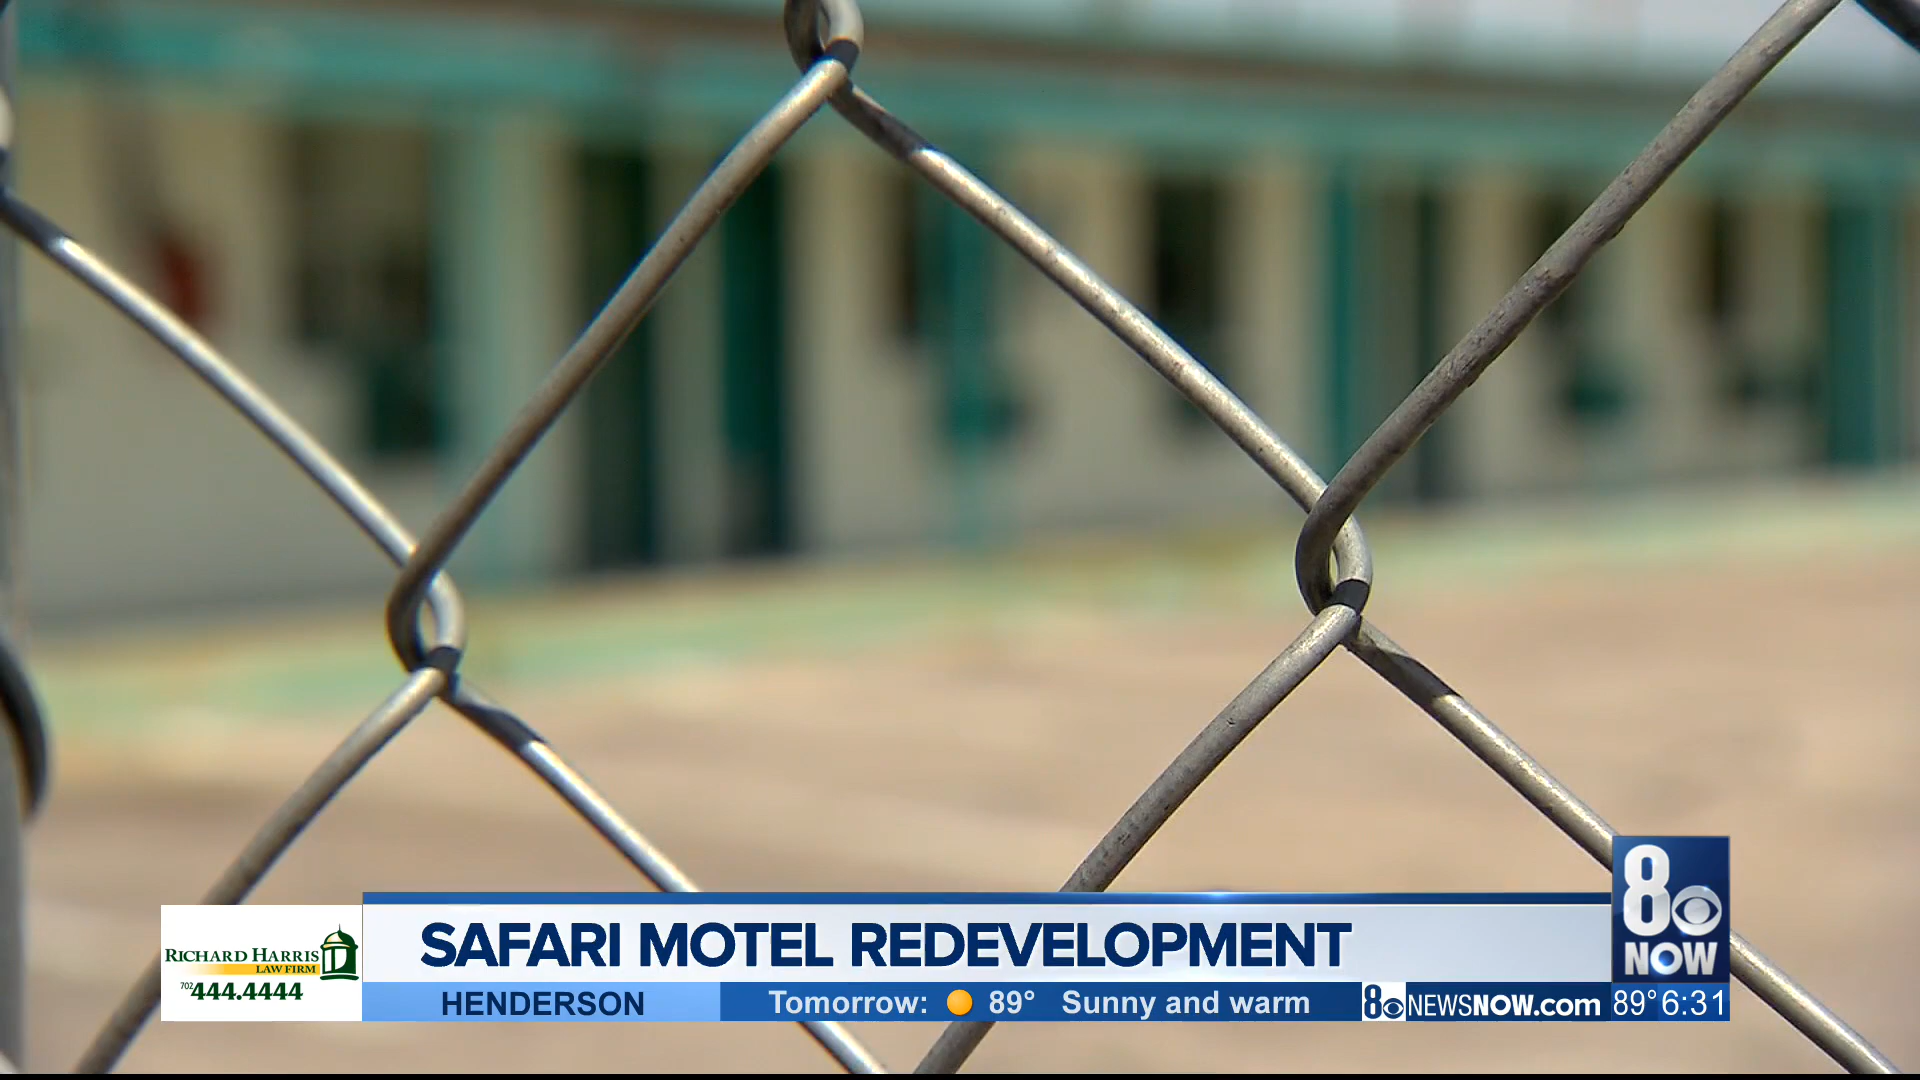 SAFARI MOTEL REDEVELOPMENT
RICHARD HARRIS
LAW FIRM
702 444.4444
HENDERSON
Tomorrow: 89° Sunny and warm
8 NEWSNOW.com
89° 6:31
8
NOW